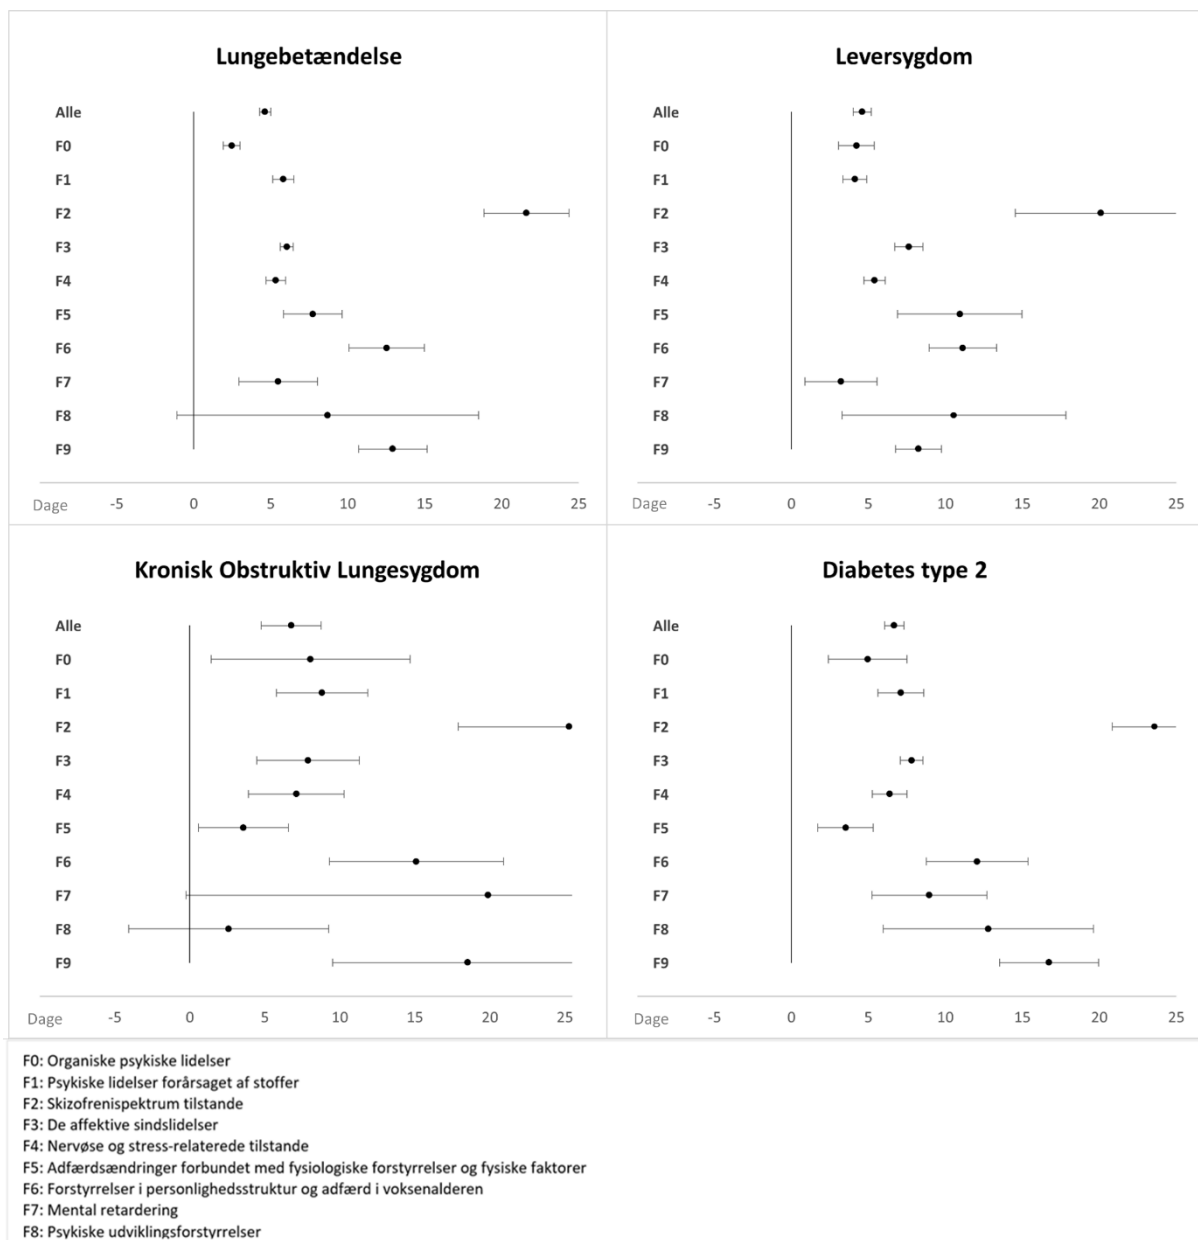 Lungebetændelse
Alle
F0
F1
F2
F3
F4
F5
F6
F7
F8
F9
Dage -5 0 5 10 15 20 25
Leversygdom
Alle
F0
F1
F2
F3
F4
F5
F6
F7
F8
F9
Dage -5 0 5 10 15 20 25
Kronisk Obstruktiv Lungesygdom
Alle
F0
F1
F2
F3
F4
F5
F6
F7
F8
F9
Dage -5 0 5 10 15 20 25
Diabetes type 2
Alle
F0
F1
F2
F3
F4
F5
F6
F7
F8
F9
Dage -5 0 5 10 15 20 25
F0: Organiske psykiske lidelser
F1: Psykiske lidelser forårsaget af stoffer
F2: Skizofrenispektrum tilstande
F3: De affektive sindslidelser
F4: Nervøse og stress-relaterede tilstande
F5: Adfærdsændringer forbundet med fysiologiske forstyrrelser og fysiske faktorer
F6: Forstyrrelser i personlighedsstruktur og adfærd i voksenalderen
F7: Mental retardering
F8: Psykiske udviklingsforstyrrelser